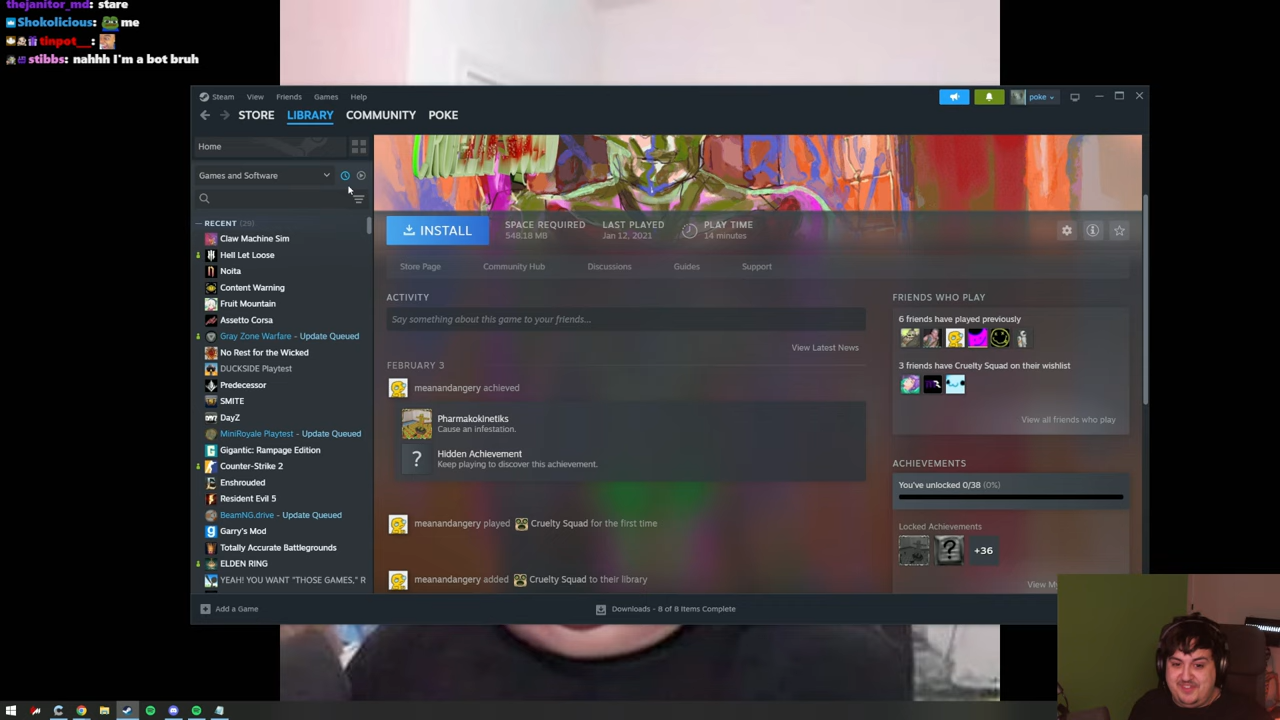 thejanitor_md: stare
Shokolicious: me
tinpot__:
stibbs: nahhh I'm a bot bruh
Steam View Friends Games Help
poke
STORE LIBRARY COMMUNITY POKE
Home
Games and Software
RECENT (29)
Claw Machine Sim
Hell Let Loose
Noita
Content Warning
Fruit Mountain
Assetto Corsa
Gray Zone Warfare - Update Queued
No Rest for the Wicked
DUCKSIDE Playtest
Predecessor
SMITE
DayZ
MiniRoyale Playtest - Update Queued
Gigantic: Rampage Edition
Counter-Strike 2
Enshrouded
Resident Evil 5
BeamNG.drive - Update Queued
Garry's Mod
Totally Accurate Battlegrounds
ELDEN RING
YEAH! YOU WANT "THOSE GAMES," R
Add a Game
INSTALL
SPACE REQUIRED
548.18 MB
LAST PLAYED
Jan 12, 2021
PLAY TIME
14 minutes
Store Page Community Hub Discussions Guides Support
ACTIVITY
Say something about this game to your friends...
View Latest News
FEBRUARY 3
meanandangery achieved
Pharmakokinetiks
Cause an infestation.
Hidden Achievement
Keep playing to discover this achievement.
meanandangery played Cruelty Squad for the first time
meanandangery added Cruelty Squad to their library
FRIENDS WHO PLAY
6 friends have played previously
3 friends have Cruelty Squad on their wishlist
View all friends who play
ACHIEVEMENTS
You've unlocked 0/38 (0%)
Locked Achievements
+36
View My
Downloads - 8 of 8 Items Complete